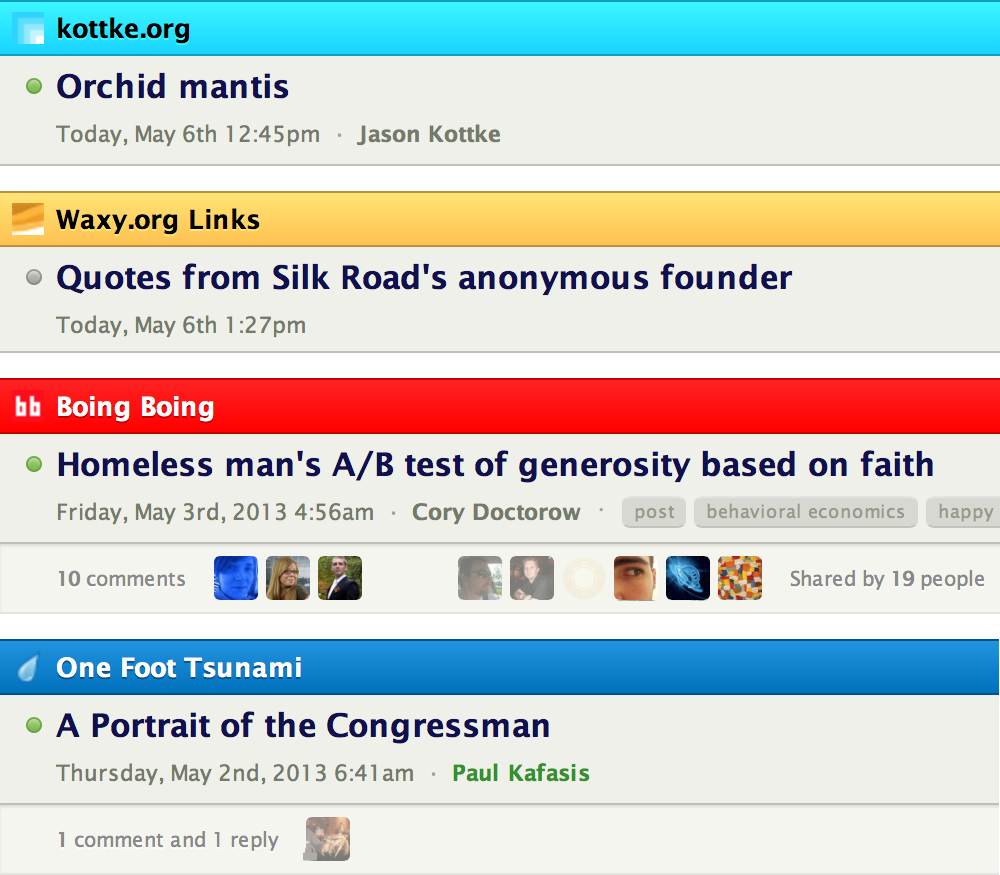 kottke.org
Orchid mantis
Today, May 6th 12:45pm · Jason Kottke
Waxy.org Links
Quotes from Silk Road's anonymous founder
Today, May 6th 1:27pm
bb Boing Boing
Homeless man's A/B test of generosity based on faith
Friday, May 3rd, 2013 4:56am · Cory Doctorow · post behavioral economics happy
10 comments Shared by 19 people
One Foot Tsunami
A Portrait of the Congressman
Thursday, May 2nd, 2013 6:41am · Paul Kafasis
1 comment and 1 reply